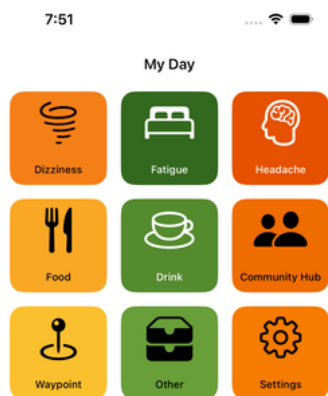 7:51
My Day
Dizziness
Fatigue
Headache
Food
Drink
Community Hub
Waypoint
Other
Settings